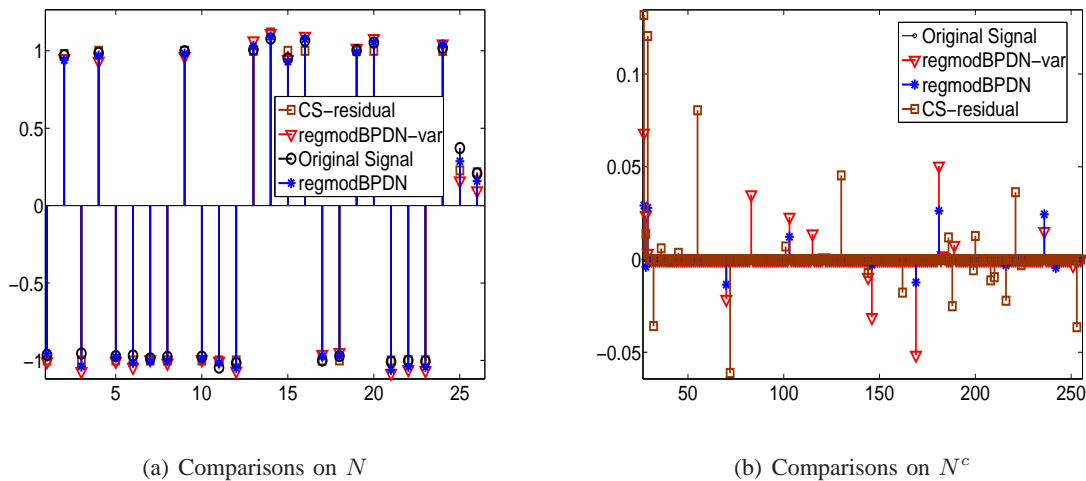 1
0.5
0
−0.5
−1
5
10
15
20
25
CS−residual
regmodBPDN−var
Original Signal
regmodBPDN
(a) Comparisons on N
0.1
0.05
0
−0.05
50
100
150
200
250
Original Signal
regmodBPDN−var
regmodBPDN
CS−residual
(b) Comparisons on Nᶜ